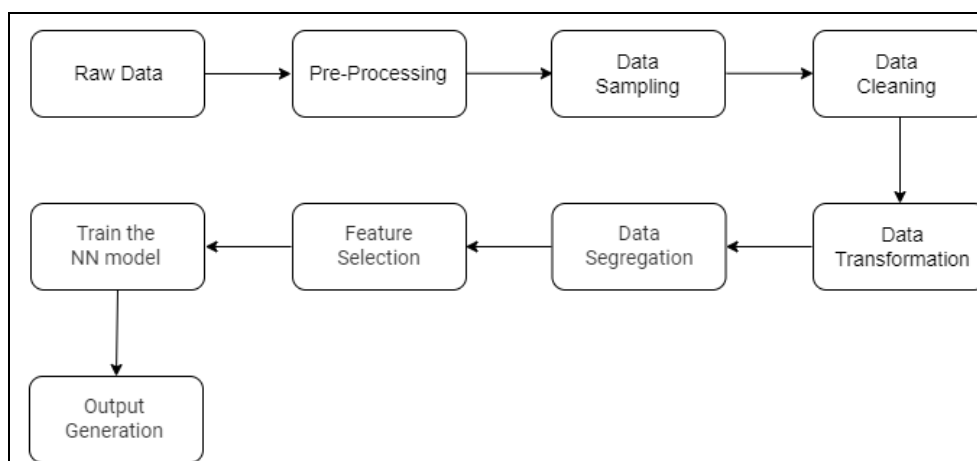 Raw Data
Pre-Processing
Data
Sampling
Data
Cleaning
Data
Transformation
Data
Segregation
Feature
Selection
Train the
NN model
Output
Generation